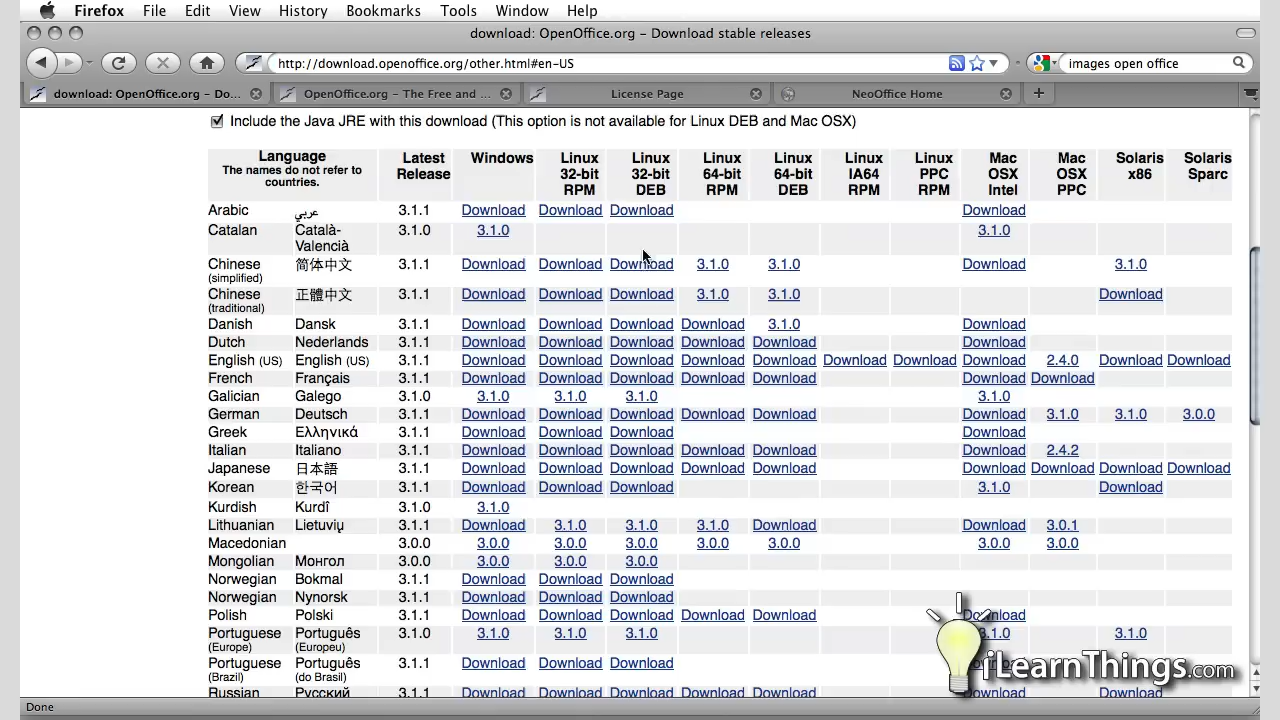 Firefox File Edit View History Bookmarks Tools Window Help
download: OpenOffice.org – Download stable releases
http://download.openoffice.org/other.html#en-US images open office
download: OpenOffice.org – Do... OpenOffice.org – The Free and ... License Page NeoOffice Home
Include the Java JRE with this download (This option is not available for Linux DEB and Mac OSX)
Language The names do not refer to countries. Latest Release Windows Linux 32-bit RPM Linux 32-bit DEB Linux 64-bit RPM Linux 64-bit DEB Linux IA64 RPM Linux PPC RPM Mac OSX Intel Mac OSX PPC Solaris x86 Solaris Sparc
Arabic عربي 3.1.1 Download Download Download Download
Catalan Català-Valencià 3.1.0 3.1.0 3.1.0
Chinese (simplified) 简体中文 3.1.1 Download Download Download 3.1.0 3.1.0 Download 3.1.0
Chinese (traditional) 正體中文 3.1.1 Download Download Download 3.1.0 3.1.0 Download
Danish Dansk 3.1.1 Download Download Download Download 3.1.0 Download
Dutch Nederlands 3.1.1 Download Download Download Download Download Download
English (US) English (US) 3.1.1 Download Download Download Download Download Download Download Download 2.4.0 Download Download
French Français 3.1.1 Download Download Download Download Download Download Download
Galician Galego 3.1.0 3.1.0 3.1.0 3.1.0 3.1.0
German Deutsch 3.1.1 Download Download Download Download Download Download 3.1.0 3.1.0 3.0.0
Greek Ελληνικά 3.1.1 Download Download Download Download
Italian Italiano 3.1.1 Download Download Download Download Download Download 2.4.2
Japanese 日本語 3.1.1 Download Download Download Download Download Download Download Download Download
Korean 한국어 3.1.1 Download Download Download 3.1.0 Download
Kurdish Kurdî 3.1.0 3.1.0
Lithuanian Lietuvių 3.1.1 Download 3.1.0 3.1.0 3.1.0 Download Download 3.0.1
Macedonian 3.0.0 3.0.0 3.0.0 3.0.0 3.0.0 3.0.0 3.0.0 3.0.0
Mongolian Монгол 3.0.0 3.0.0 3.0.0 3.0.0
Norwegian Bokmal 3.1.1 Download Download Download
Norwegian Nynorsk 3.1.1 Download Download Download
Polish Polski 3.1.1 Download Download Download Download Download Download
Portuguese (Europe) Português (Europeu) 3.1.0 3.1.0 3.1.0 3.1.0 3.1.0 3.1.0
Portuguese (Brazil) Português (do Brasil) 3.1.1 Download Download Download
Russian Русский 3.1.1 Download Download Download Download Download Download Download
iLearnThings.com
Done